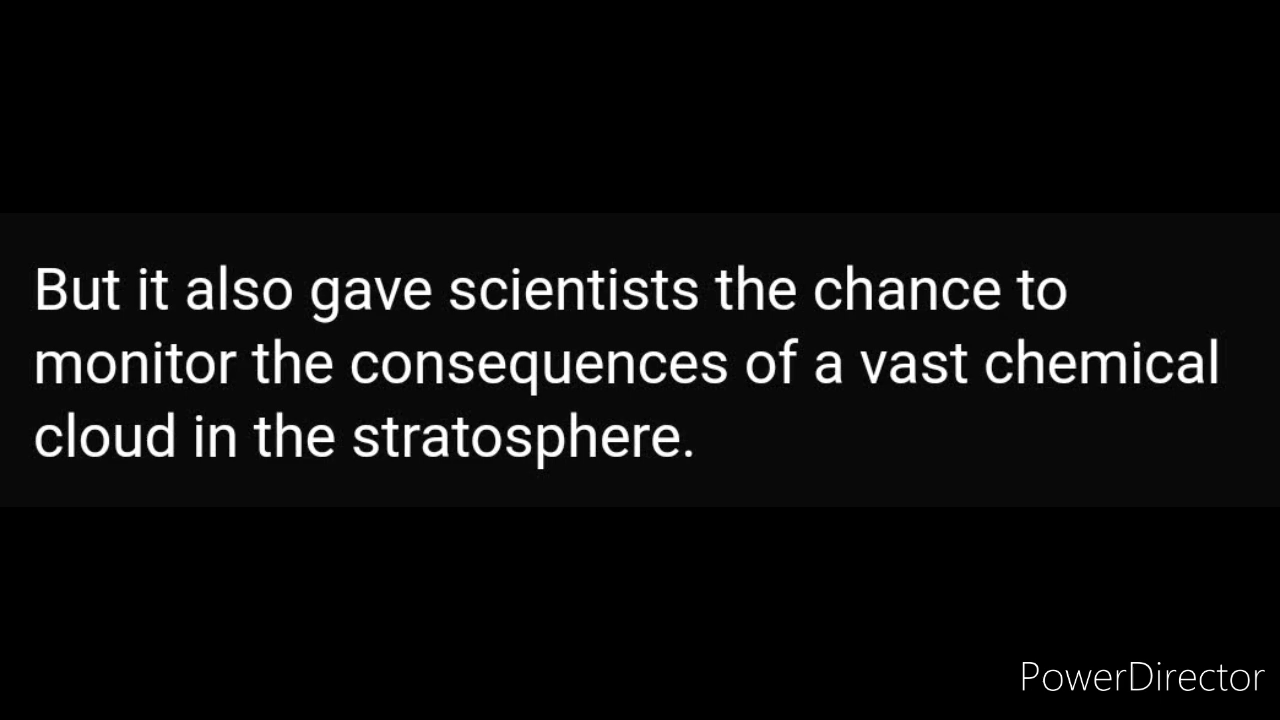 But it also gave scientists the chance to
monitor the consequences of a vast chemical
cloud in the stratosphere.
PowerDirector